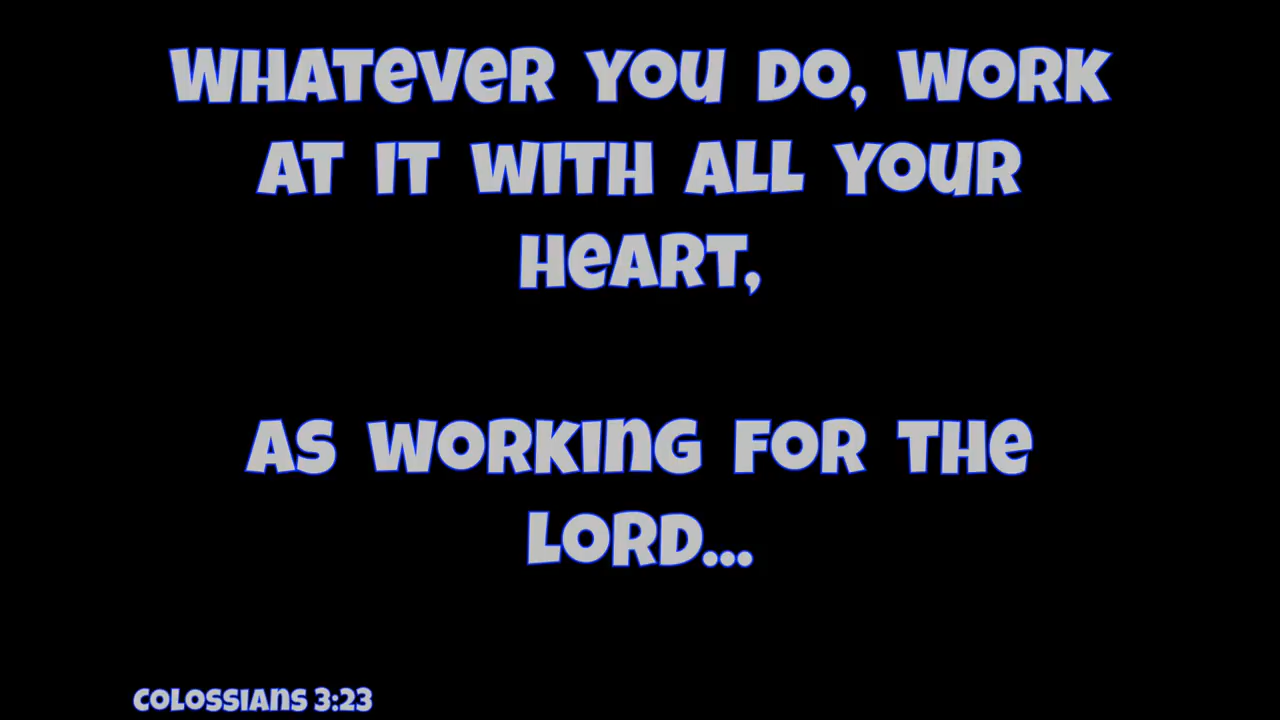 WHATEVER YOU DO, WORK
AT IT WITH ALL YOUR
HEART,
AS WORKING FOR THE
LORD...
COLOSSIANS 3:23